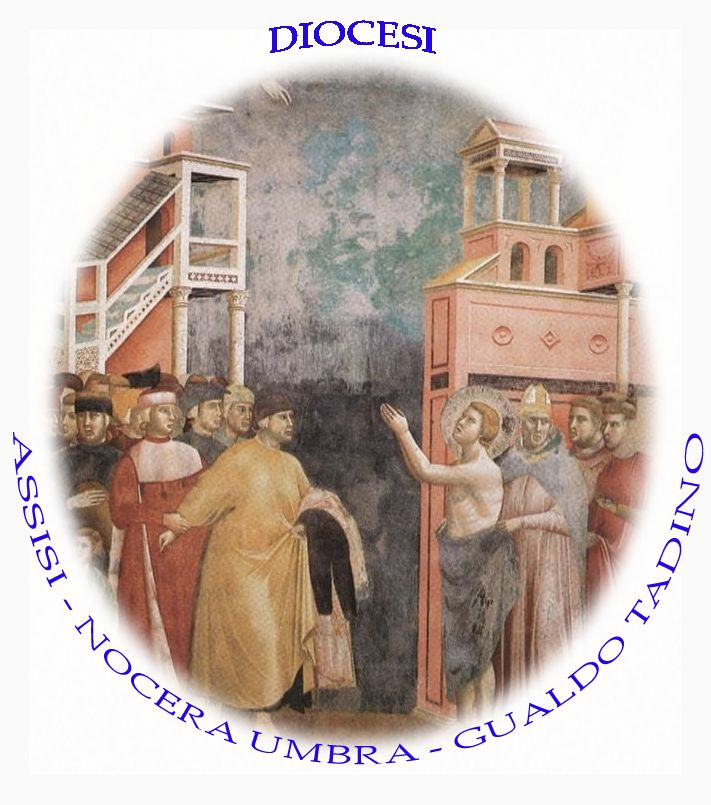 DIOCESI
ASSISI - NOCERA UMBRA - GUALDO TADINO